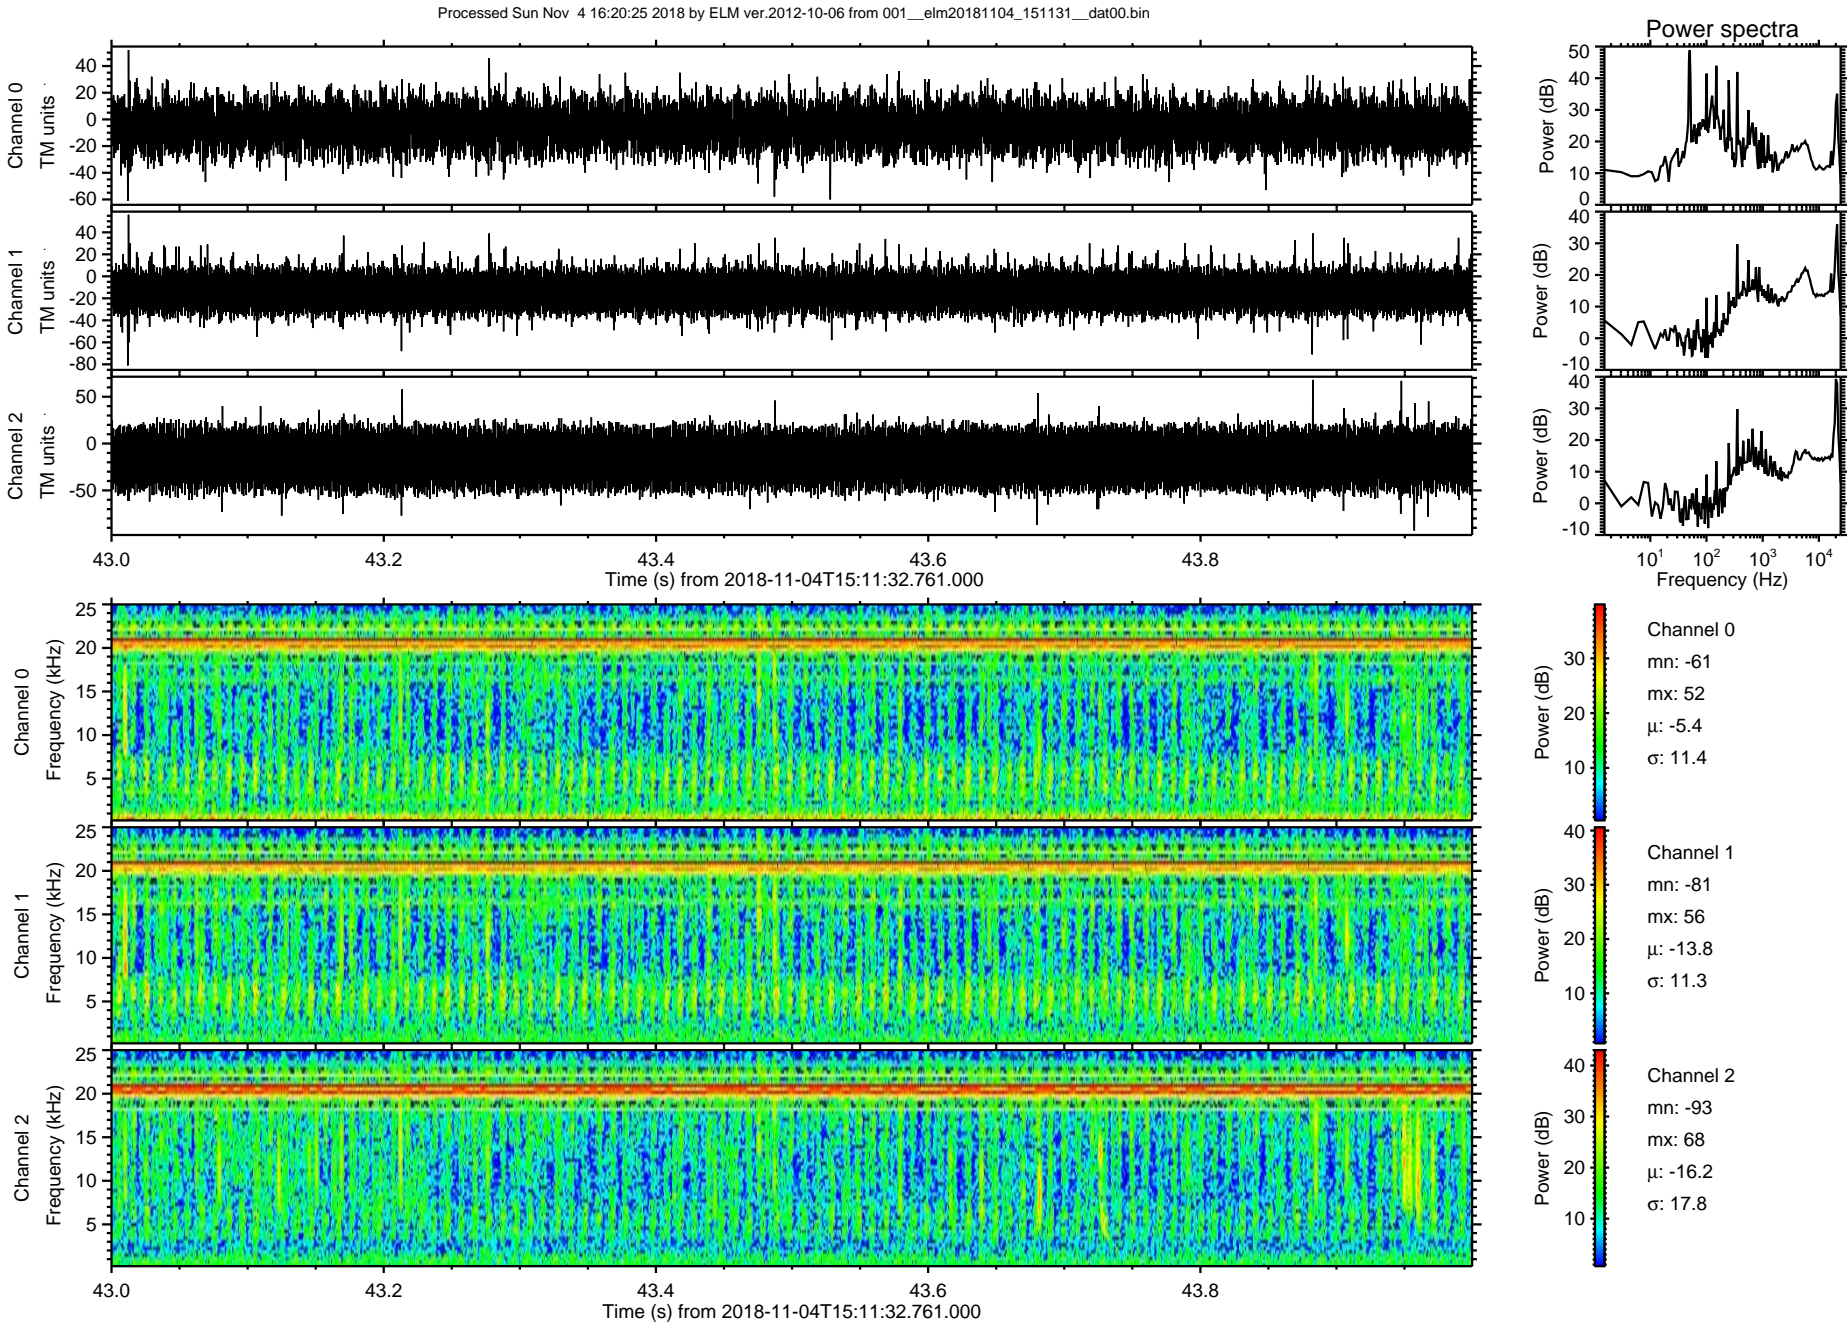 Processed Sun Nov 4 16:20:25 2018 by ELM ver.2012-10-06 from 001__elm20181104_151131__dat00.bin
Power spectra
Channel 0
TM units
40
20
0
-20
-40
-60
Power (dB)
50
40
30
20
10
0
Channel 1
TM units
40
20
0
-20
-40
-60
-80
Power (dB)
40
30
20
10
0
-10
Channel 2
TM units
50
0
-50
Power (dB)
40
30
20
10
0
-10
43.0 43.2 43.4 43.6 43.8
Time (s) from 2018-11-04T15:11:32.761.000
10^1 10^2 10^3 10^4
Frequency (Hz)
Channel 0
Frequency (kHz)
25
20
15
10
5
Power (dB)
30
20
10
Channel 0
mn: -61
mx: 52
μ: -5.4
σ: 11.4
Channel 1
Frequency (kHz)
25
20
15
10
5
Power (dB)
40
30
20
10
Channel 1
mn: -81
mx: 56
μ: -13.8
σ: 11.3
Channel 2
Frequency (kHz)
25
20
15
10
5
Power (dB)
40
30
20
10
Channel 2
mn: -93
mx: 68
μ: -16.2
σ: 17.8
43.0 43.2 43.4 43.6 43.8
Time (s) from 2018-11-04T15:11:32.761.000